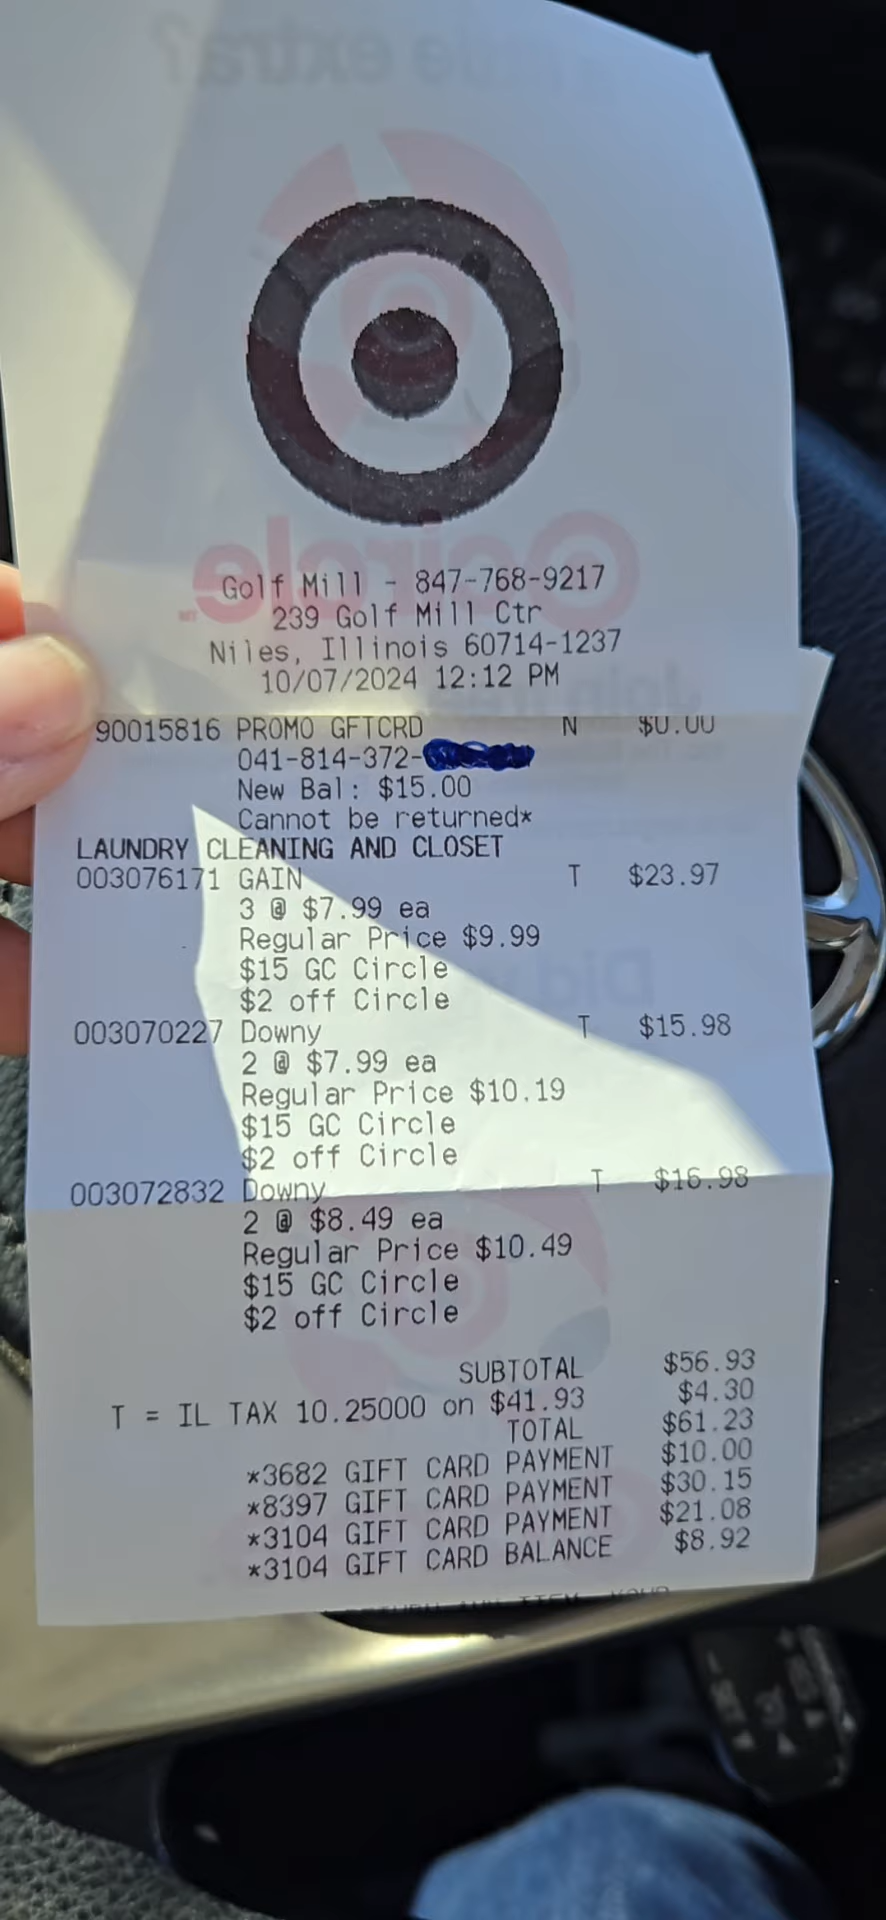 Golf Mill - 847-768-9217
239 Golf Mill Ctr
Niles, Illinois 60714-1237
10/07/2024 12:12 PM
90015816 PROMO GFTCRD N $0.00
041-814-372-
New Bal: $15.00
Cannot be returned*
LAUNDRY CLEANING AND CLOSET
003076171 GAIN T $23.97
3 @ $7.99 ea
Regular Price $9.99
$15 GC Circle
$2 off Circle
003070227 Downy T $15.98
2 @ $7.99 ea
Regular Price $10.19
$15 GC Circle
$2 off Circle
003072832 Downy T $16.98
2 @ $8.49 ea
Regular Price $10.49
$15 GC Circle
$2 off Circle
SUBTOTAL $56.93
T = IL TAX 10.25000 on $41.93 $4.30
TOTAL $61.23
*3682 GIFT CARD PAYMENT $10.00
*8397 GIFT CARD PAYMENT $30.15
*3104 GIFT CARD PAYMENT $21.08
*3104 GIFT CARD BALANCE $8.92